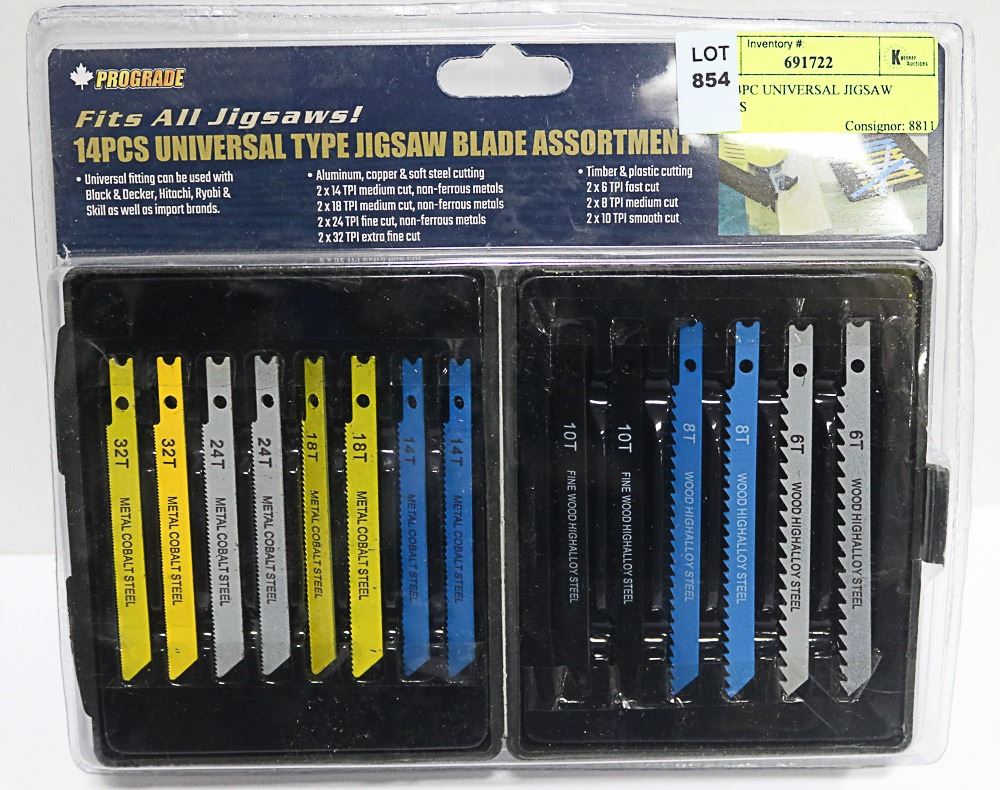 PROGRADE
Fits All Jigsaws!
14PCS UNIVERSAL TYPE JIGSAW BLADE ASSORTMENT
• Universal fitting can be used with
Black & Decker, Hitachi, Ryobi &
Skill as well as import brands.
• Aluminum, copper & soft steel cutting
2 x 14 TPI medium cut, non-ferrous metals
2 x 18 TPI medium cut, non-ferrous metals
2 x 24 TPI fine cut, non-ferrous metals
2 x 32 TPI extra fine cut
• Timber & plastic cutting
2 x 6 TPI fast cut
2 x 8 TPI medium cut
2 x 10 TPI smooth cut
LOT
854
Inventory #:
691722
Kastner
Auctions
PC UNIVERSAL JIGSAW
S
Consignor: 8811
32T METAL COBALT STEEL
32T METAL COBALT STEEL
24T METAL COBALT STEEL
24T METAL COBALT STEEL
18T METAL COBALT STEEL
18T METAL COBALT STEEL
14T METAL COBALT STEEL
14T METAL COBALT STEEL
10T FINE WOOD HIGHALLOY STEEL
10T FINE WOOD HIGHALLOY STEEL
8T WOOD HIGHALLOY STEEL
8T WOOD HIGHALLOY STEEL
6T WOOD HIGHALLOY STEEL
6T WOOD HIGHALLOY STEEL